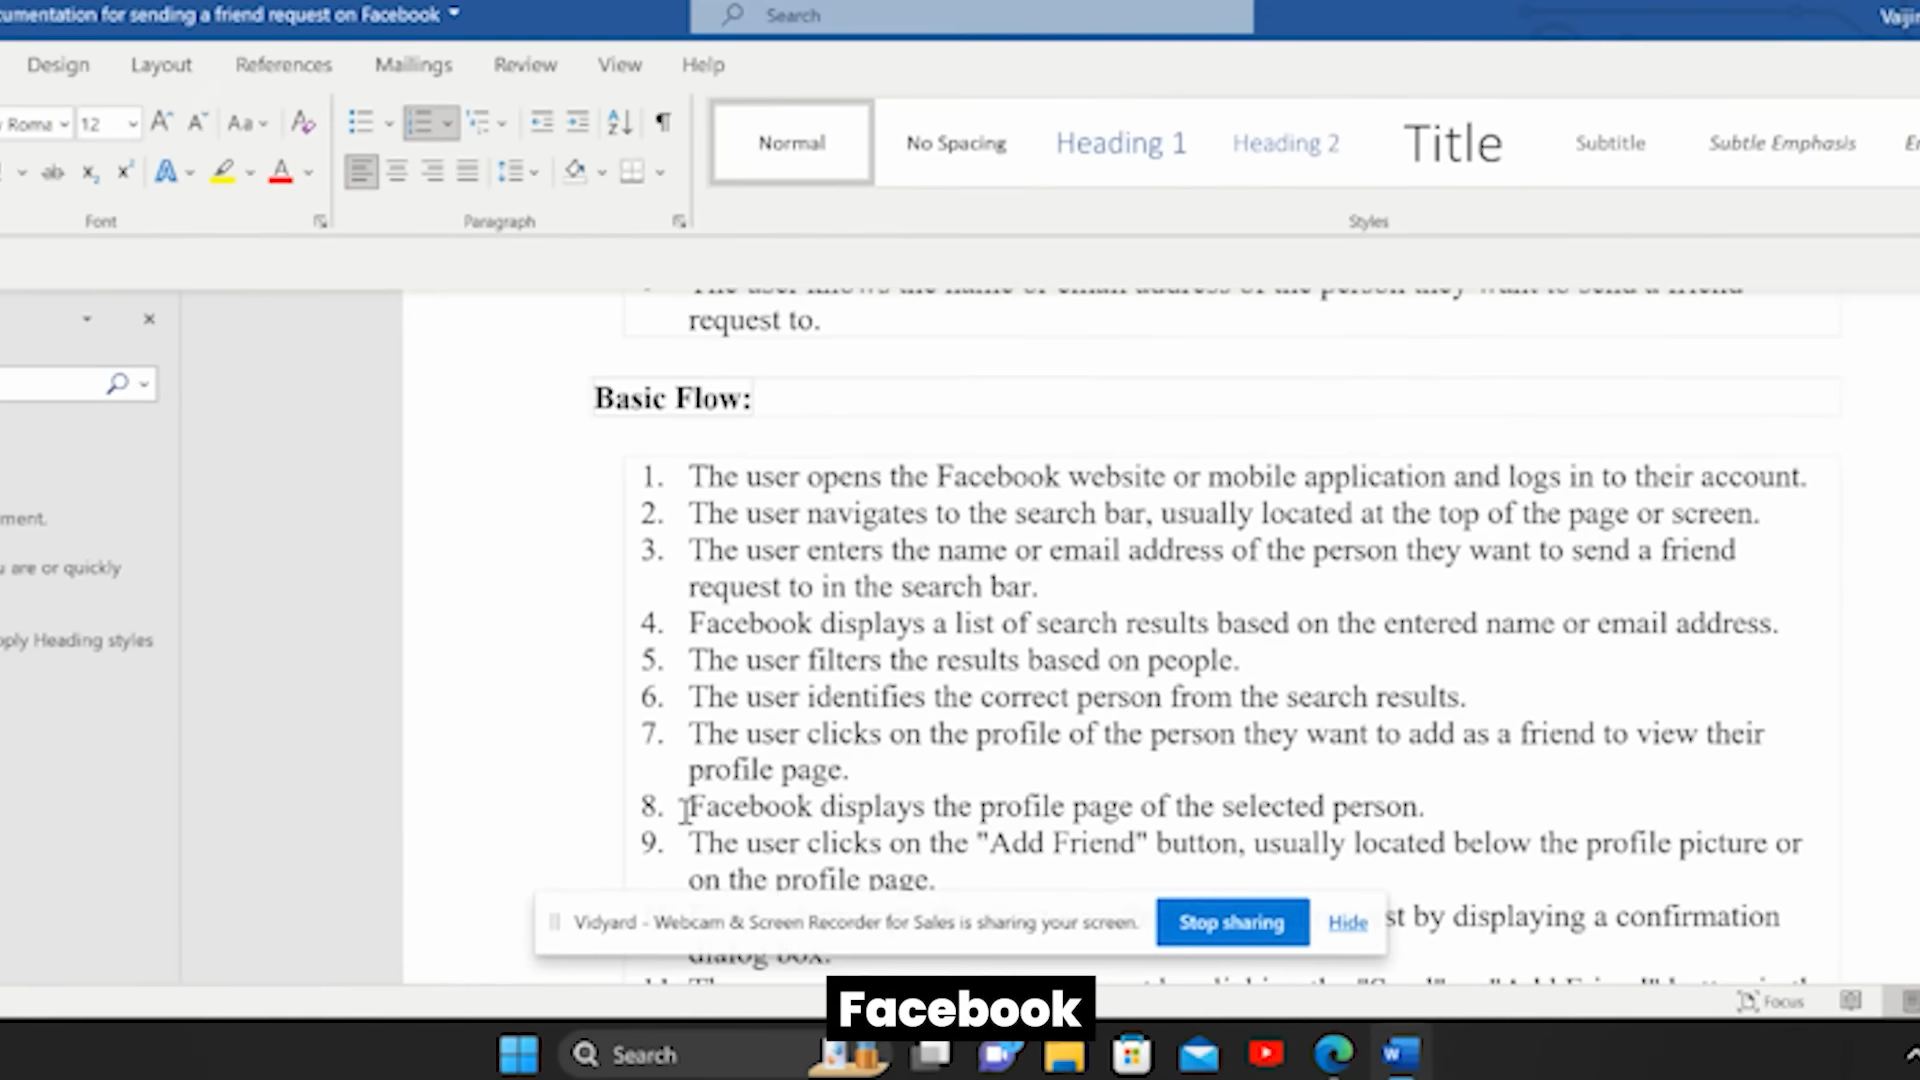 umentation for sending a friend request on Facebook
Search
Design Layout References Mailings Review View Help
Roma 12 Aa
Normal No Spacing Heading 1 Heading 2 Title Subtitle Subtle Emphasis
Font Paragraph Styles
request to.
Basic Flow:
1. The user opens the Facebook website or mobile application and logs in to their account.
2. The user navigates to the search bar, usually located at the top of the page or screen.
3. The user enters the name or email address of the person they want to send a friend
request to in the search bar.
4. Facebook displays a list of search results based on the entered name or email address.
5. The user filters the results based on people.
6. The user identifies the correct person from the search results.
7. The user clicks on the profile of the person they want to add as a friend to view their
profile page.
8. Facebook displays the profile page of the selected person.
9. The user clicks on the "Add Friend" button, usually located below the profile picture or
on the profile page.
st by displaying a confirmation
dialog box.
ment.
u are or quickly
pply Heading styles
Vidyard - Webcam & Screen Recorder for Sales is sharing your screen. Stop sharing Hide
Focus
Facebook
Search